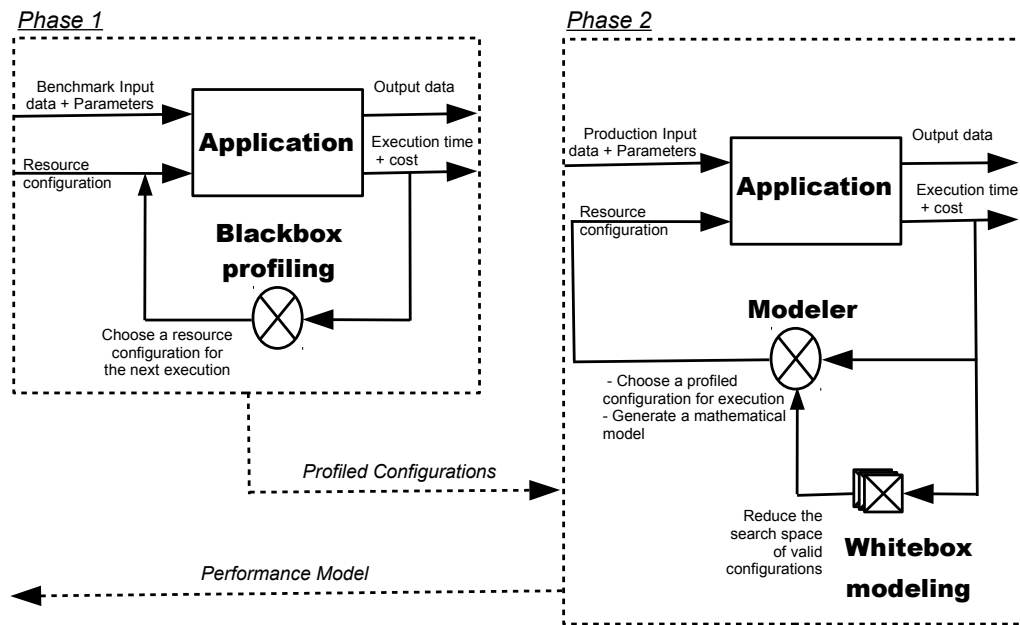 Phase 1
Benchmark Input
data + Parameters
Output data
Application
Execution time
+ cost
Resource
configuration
Blackbox
profiling
Choose a resource
configuration for
the next execution
Profiled Configurations
Performance Model
Phase 2
Production Input
data + Parameters
Output data
Application
Execution time
+ cost
Resource
configuration
Modeler
- Choose a profiled
configuration for execution
- Generate a mathematical
model
Reduce the
search space
of valid
configurations
Whitebox
modeling